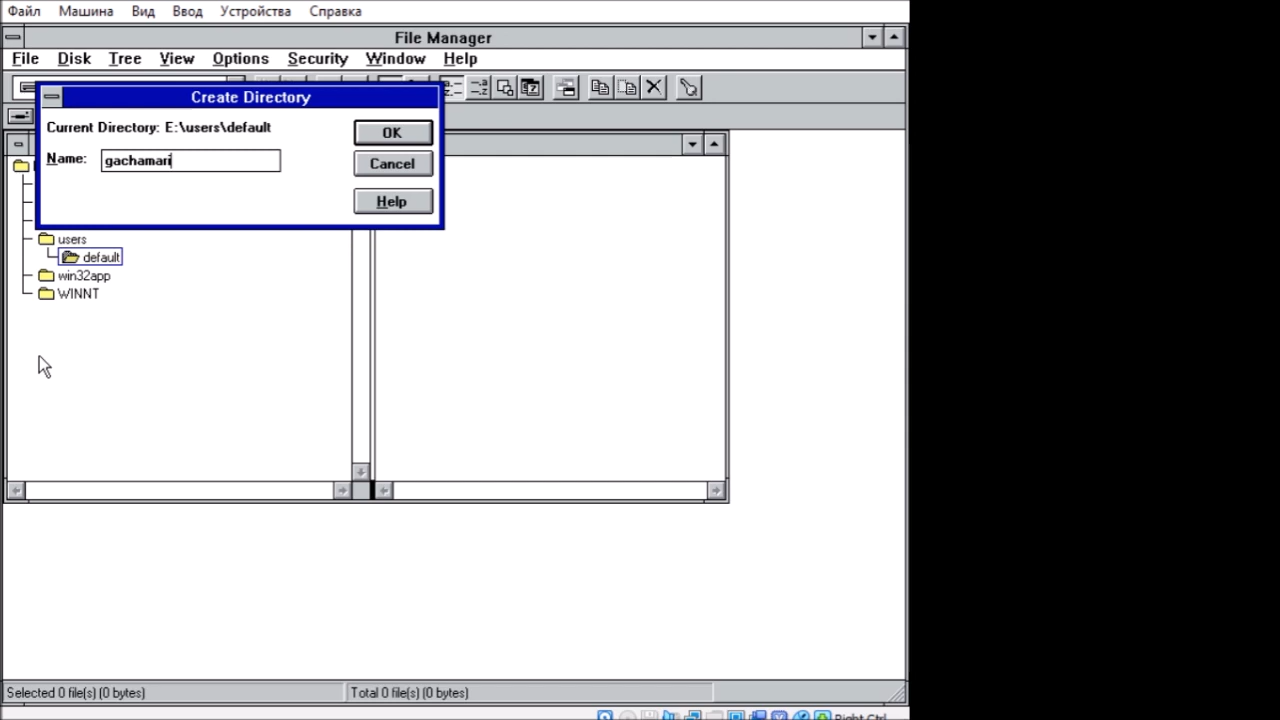 Файл Машина Вид Ввод Устройства Справка
File Manager
File Disk Tree View Options Security Window Help
Create Directory
Current Directory: E:\users\default
OK
Name: gachamari
Cancel
Help
users
default
win32app
WINNT
Selected 0 file(s) (0 bytes) Total 0 file(s) (0 bytes)
Right Ctrl